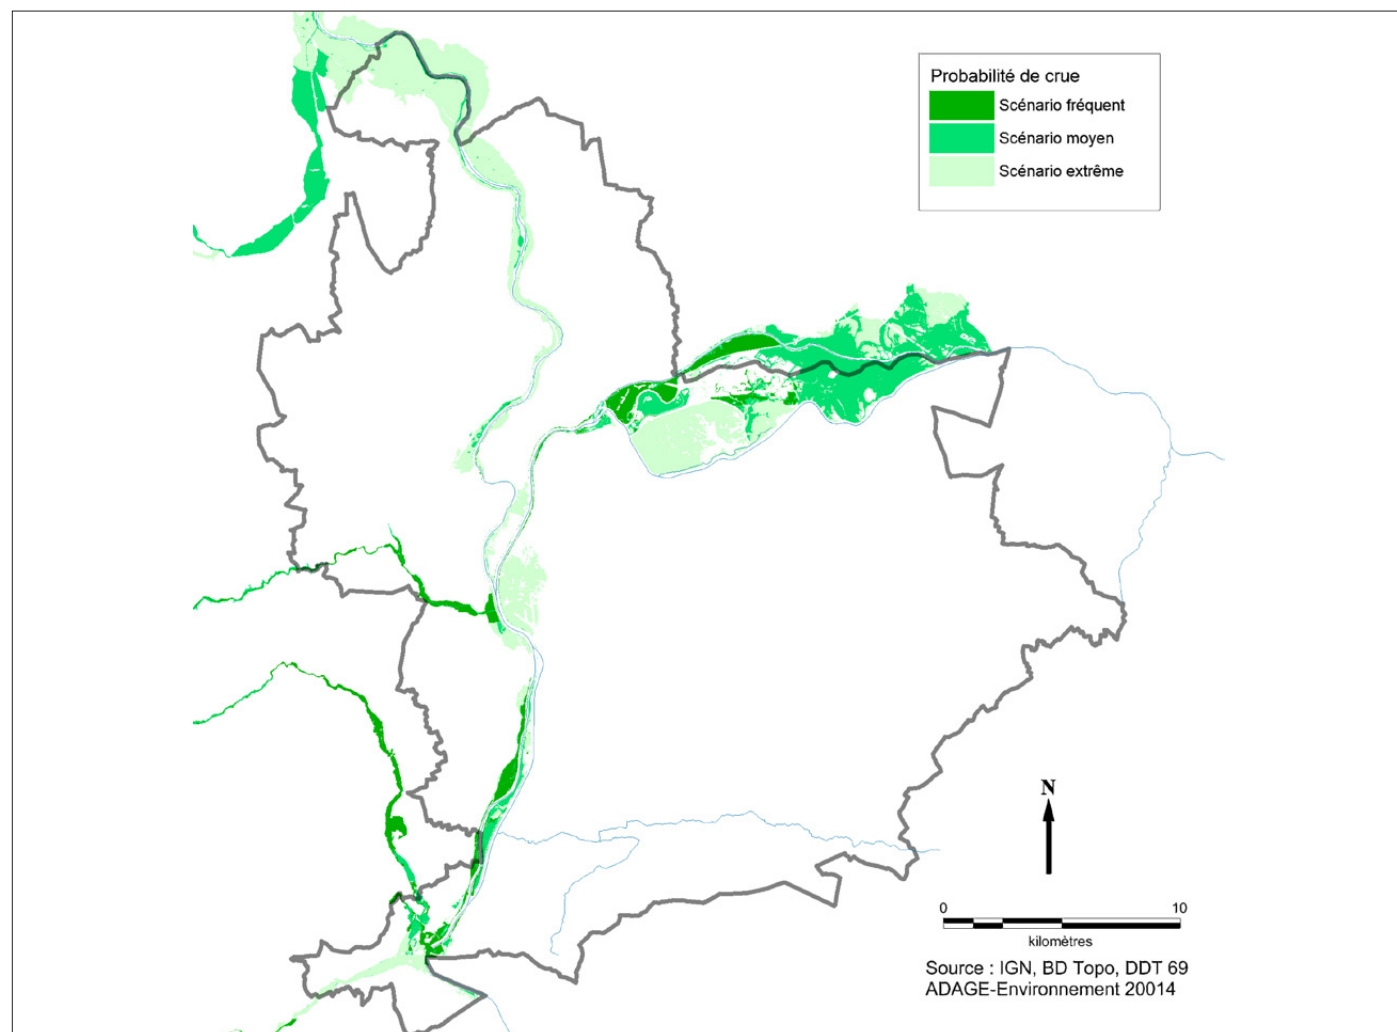 Probabilité de crue
Scénario fréquent
Scénario moyen
Scénario extrême
N
0 10
kilomètres
Source : IGN, BD Topo, DDT 69
ADAGE-Environnement 20014